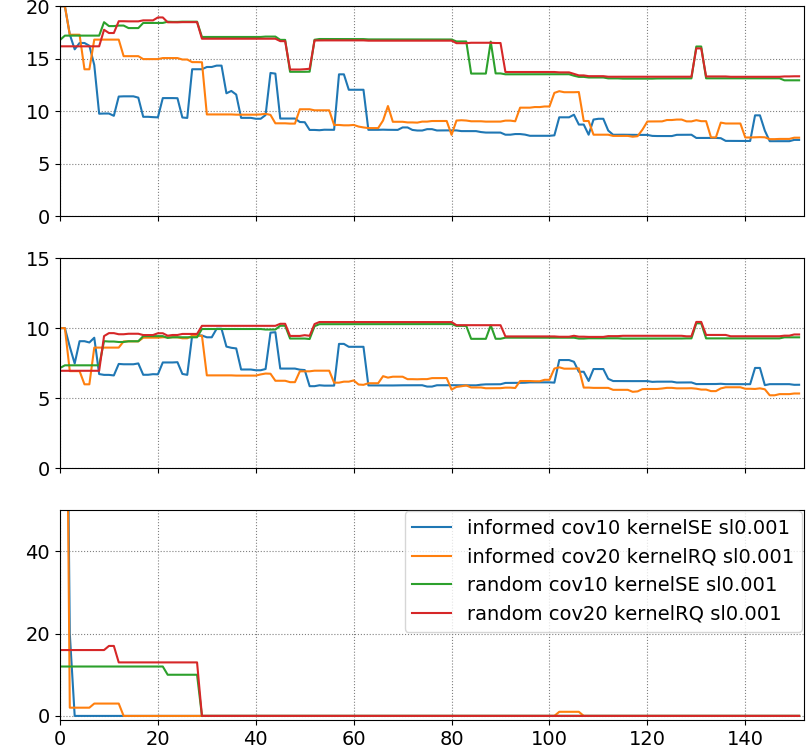 20
15
10
5
0
15
10
5
0
40
20
0
informed cov10 kernelSE sl0.001
informed cov20 kernelRQ sl0.001
random cov10 kernelSE sl0.001
random cov20 kernelRQ sl0.001
0 20 40 60 80 100 120 140